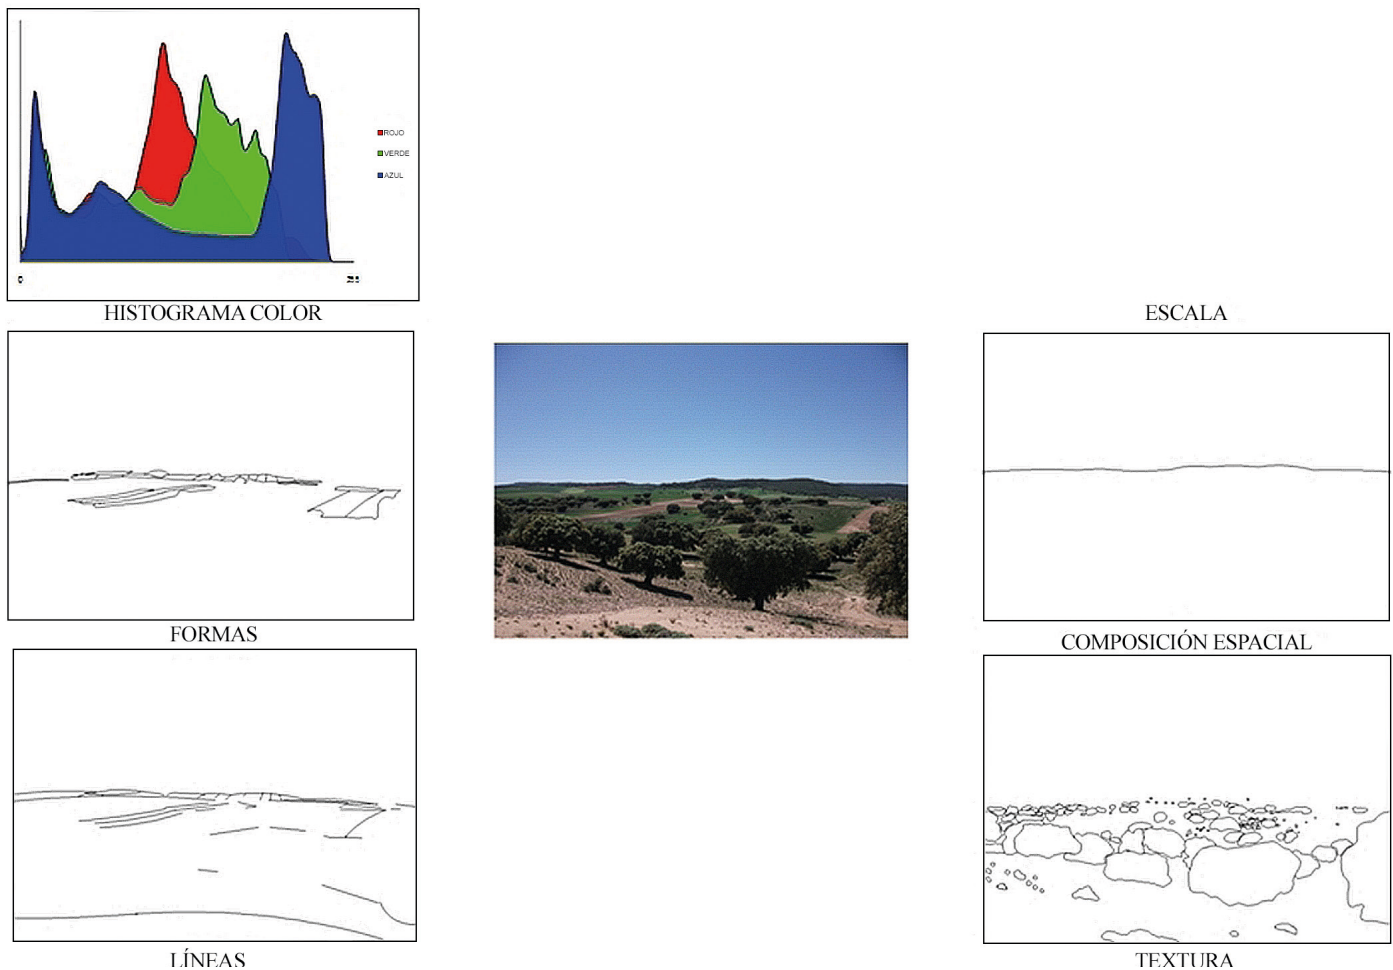 ROJO
VERDE
AZUL
0
HISTOGRAMA COLOR
ESCALA
FORMAS
COMPOSICIÓN ESPACIAL
LÍNEAS
TEXTURA